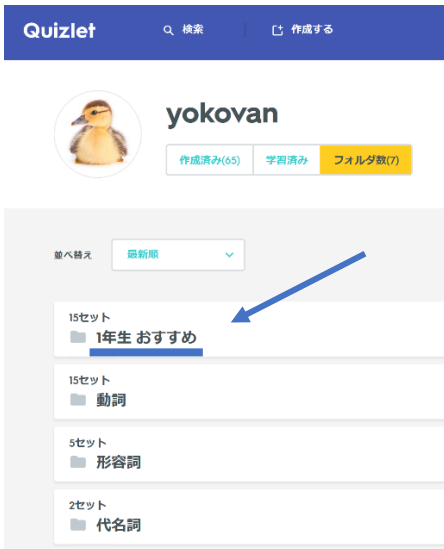 Quizlet 検索 作成する
yokovan
作成済み(65) 学習済み フォルダ数(7)
並べ替え 最新順
15セット
1年生 おすすめ
15セット
動詞
5セット
形容詞
2セット
代名詞